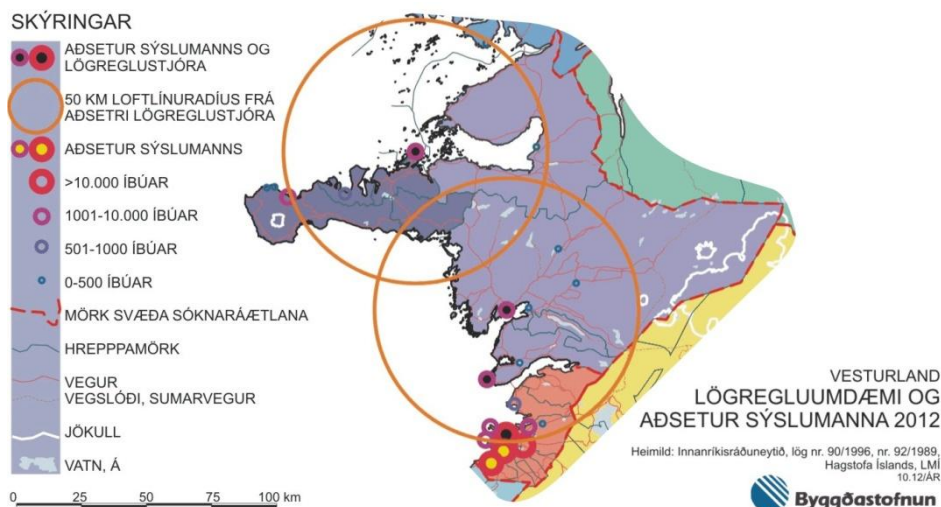 SKÝRINGAR
AÐSETUR SÝSLUMANNS OG
LÖGREGLUSTJÓRA
50 KM LOFTLÍNURADÍUS FRÁ
AÐSETRI LÖGREGLUSTJÓRA
AÐSETUR SÝSLUMANNS
>10.000 ÍBÚAR
1001-10.000 ÍBÚAR
501-1000 ÍBÚAR
0-500 ÍBÚAR
MÖRK SVÆÐA SÓKNARÁÆTLANA
HREPPPAMÖRK
VEGUR
VEGSLÓÐI, SUMARVEGUR
JÖKULL
VATN, Á
0 25 50 75 100 km
VESTURLAND
LÖGREGLUUMDÆMI OG
AÐSETUR SÝSLUMANNA 2012
Heimild: Innanríkisráðuneytið, lög nr. 90/1996, nr. 92/1989,
Hagstofa Íslands, LMÍ
10.12/ÁR
Byggðastofnun